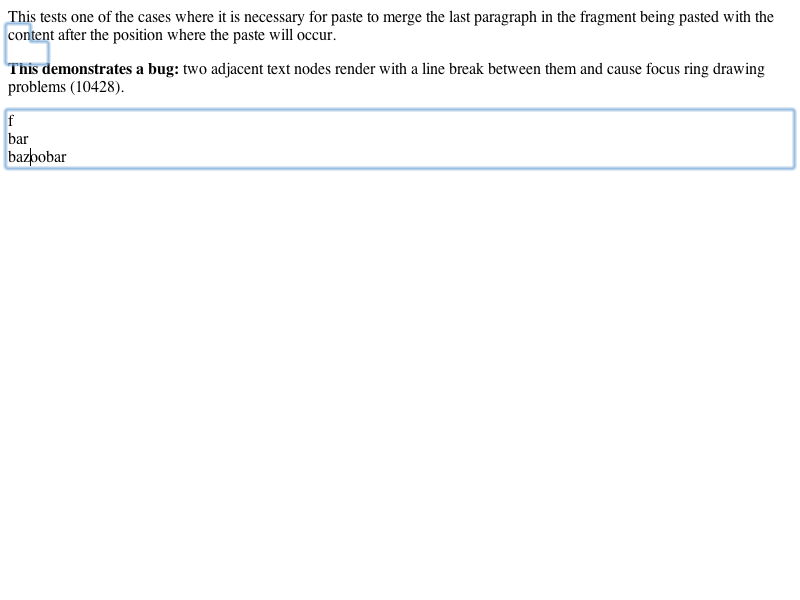 This tests one of the cases where it is necessary for paste to merge the last paragraph in the fragment being pasted with the
content after the position where the paste will occur.
This demonstrates a bug: two adjacent text nodes render with a line break between them and cause focus ring drawing
problems (10428).
f
bar
bazoobar